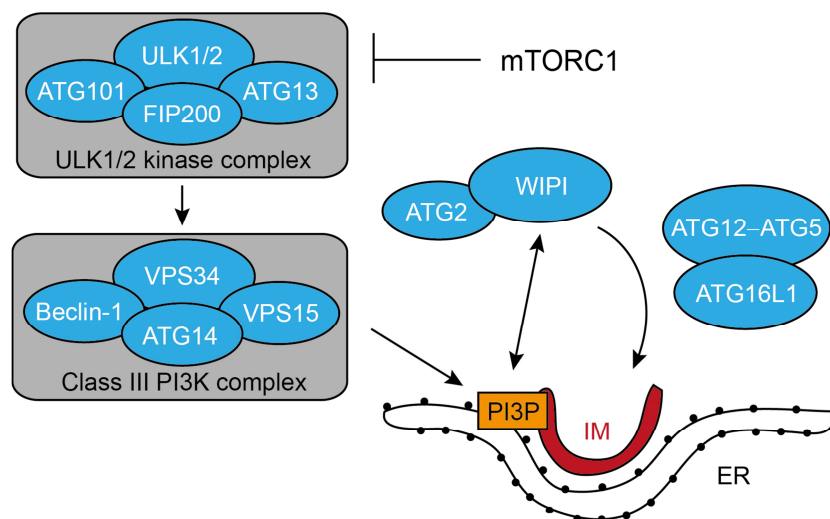 ULK1/2
mTORC1
ATG101
ATG13
FIP200
ULK1/2 kinase complex
WIPI
ATG2
ATG12–ATG5
ATG16L1
VPS34
Beclin-1
VPS15
ATG14
Class III PI3K complex
PI3P
IM
ER